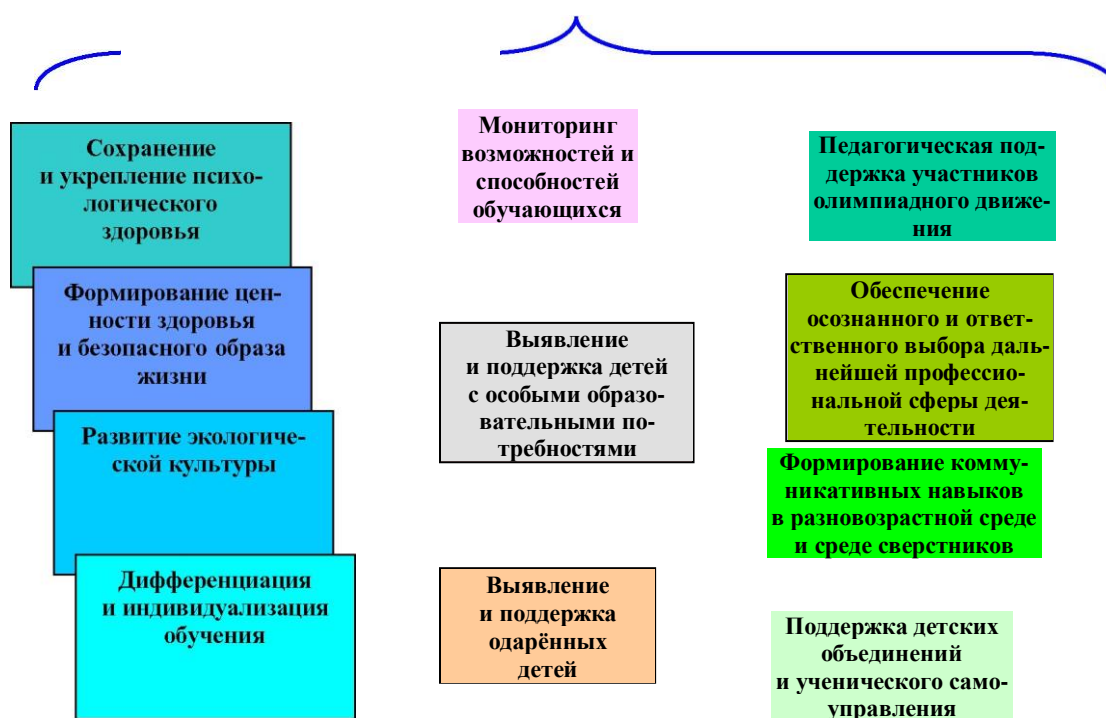 Сохранение
и укрепление психо-
логического
здоровья
Формирование цен-
ности здоровья
и безопасного образа
жизни
Развитие экологиче-
ской культуры
Дифференциация
и индивидуализация
обучения
Мониторинг
возможностей и
способностей
обучающихся
Выявление
и поддержка детей
с особыми образо-
вательными по-
требностями
Выявление
и поддержка
одарённых
детей
Педагогическая под-
держка участников
олимпиадного движе-
ния
Обеспечение
осознанного и ответ-
ственного выбора даль-
нейшей профессио-
нальной сферы дея-
тельности
Формирование комму-
никативных навыков
в разновозрастной среде
и среде сверстников
Поддержка детских
объединений
и ученического само-
управления